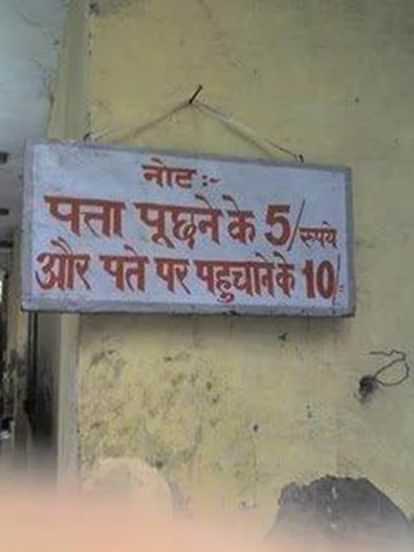 नोट :-
पता पूछने के 5/ रुपये
और पते पर पहुचाने के 10/-